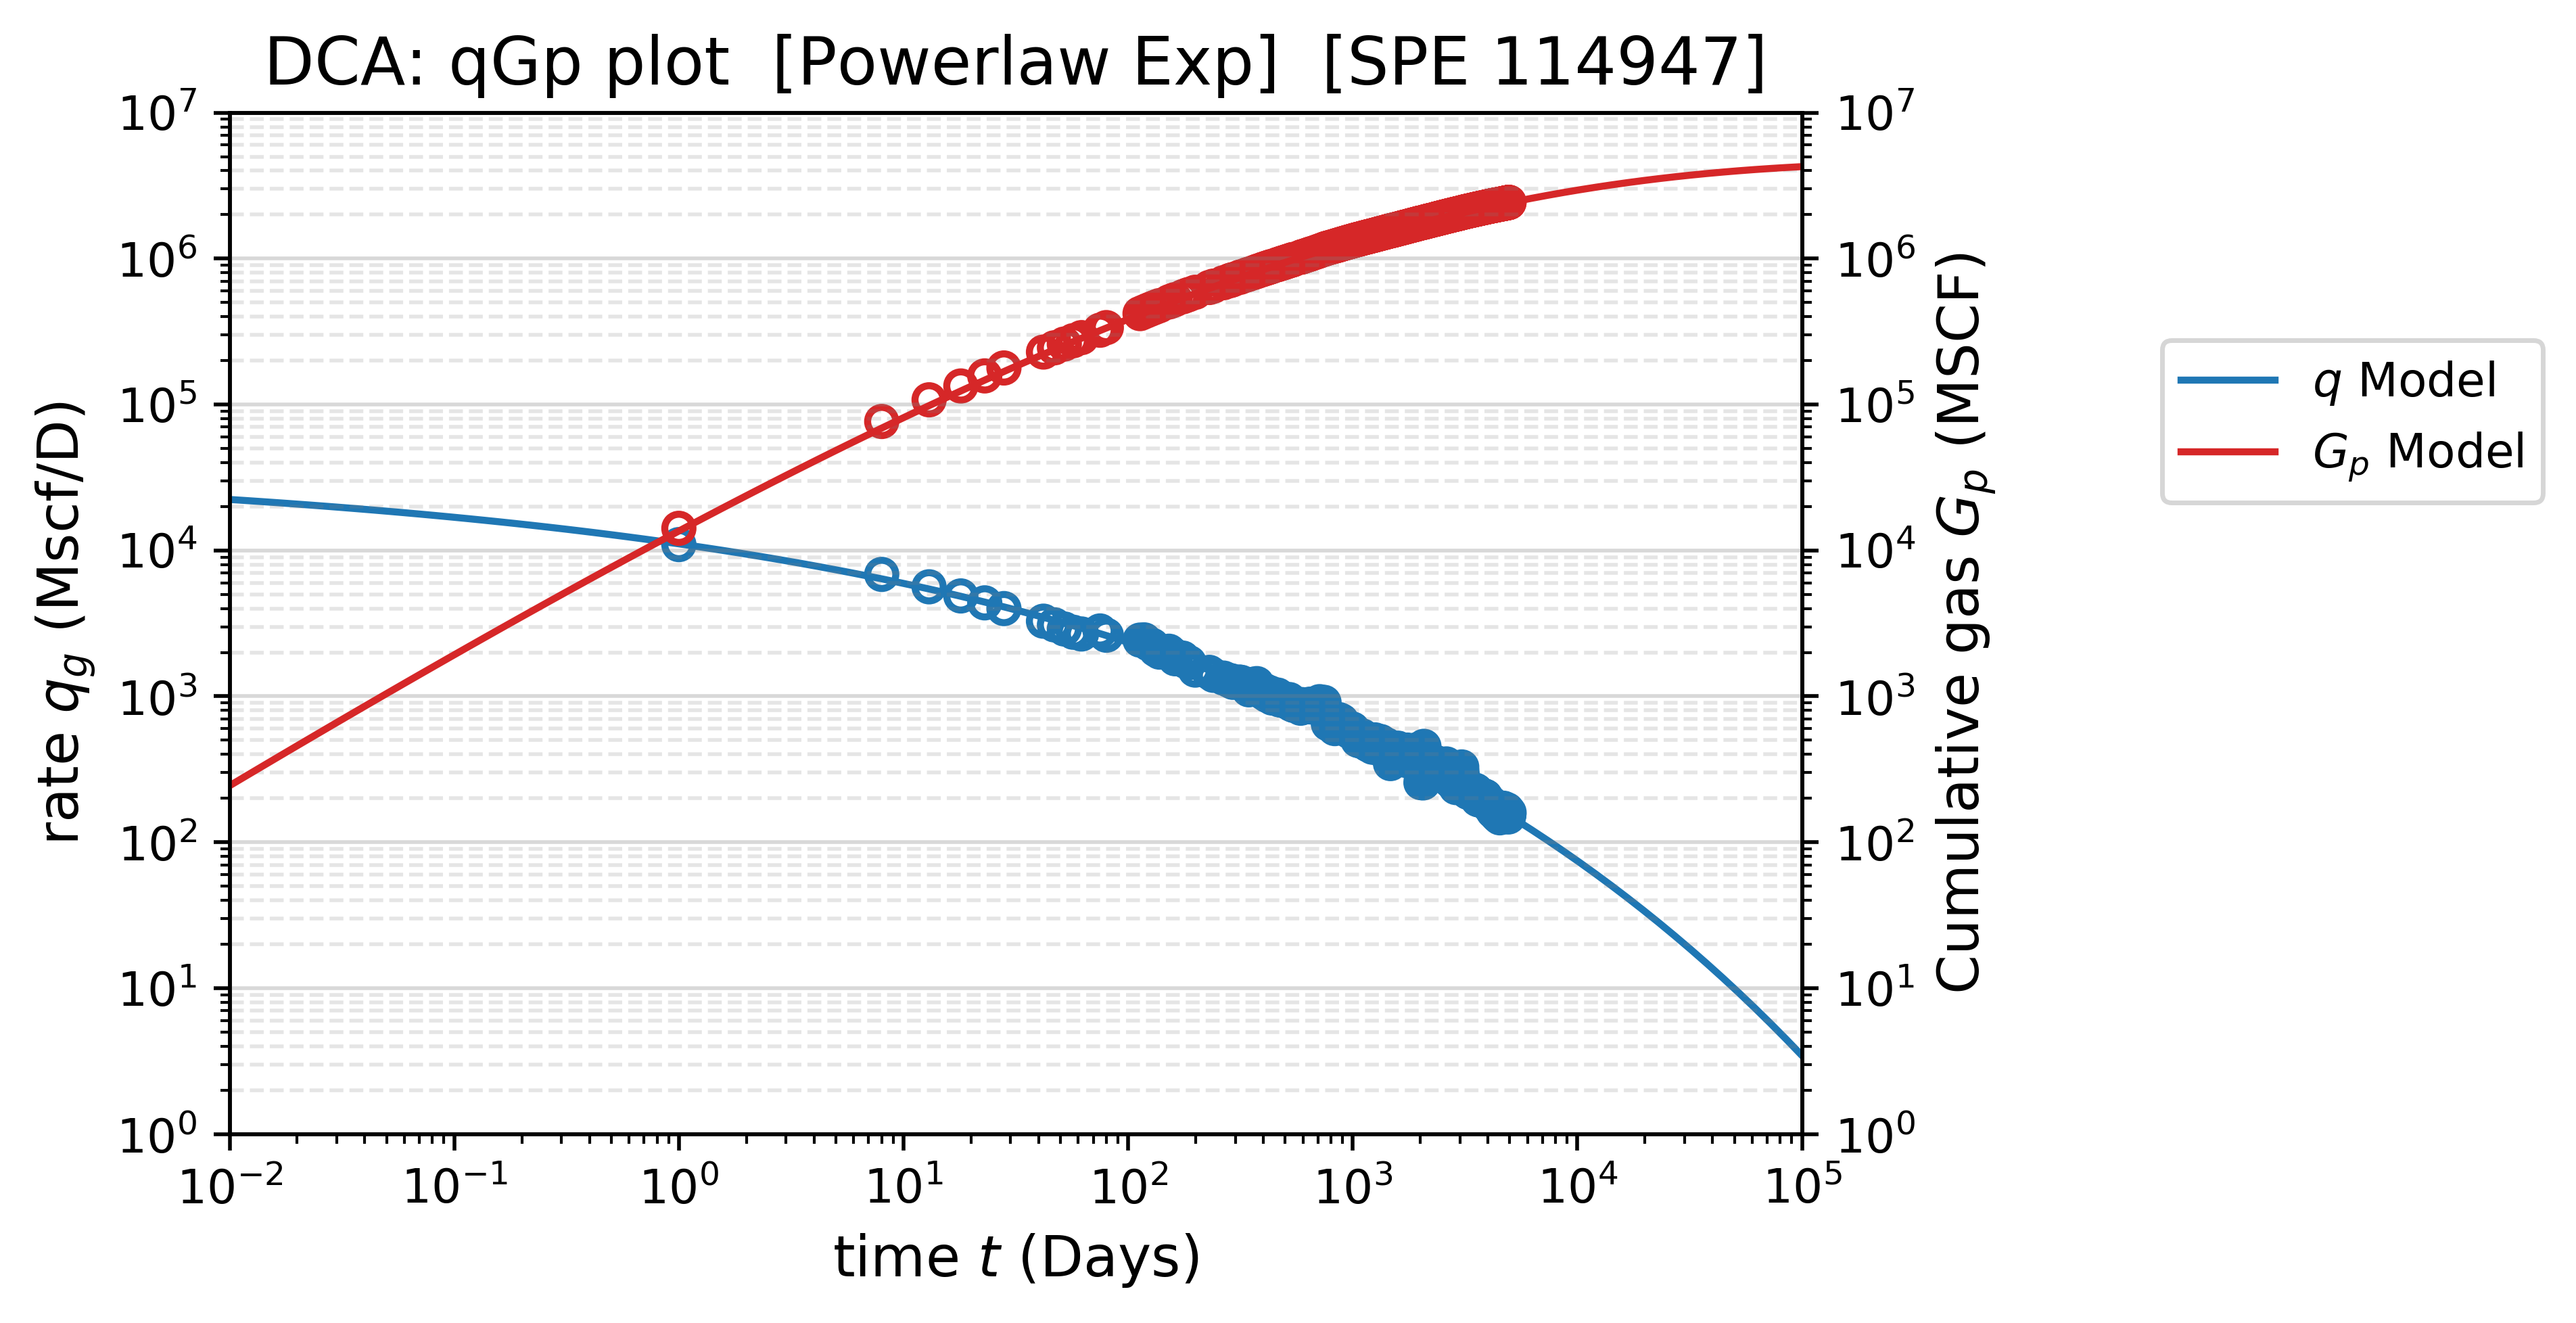 DCA: qGp plot [Powerlaw Exp] [SPE 114947]
rate q_g (Mscf/D)
10^7
10^6
10^5
10^4
10^3
10^2
10^1
10^0
10^7
10^6
10^5
10^4
10^3
10^2
10^1
10^0
Cumulative gas G_p (MSCF)
q Model
G_p Model
10^−2 10^−1 10^0 10^1 10^2 10^3 10^4 10^5
time t (Days)